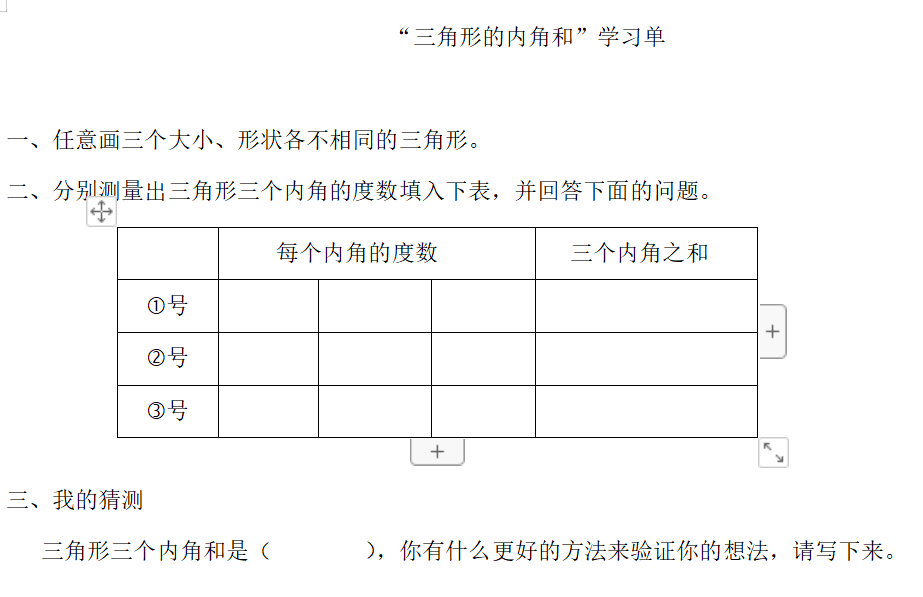 “三角形的内角和”学习单
一、任意画三个大小、形状各不相同的三角形。
二、分别测量出三角形三个内角的度数填入下表，并回答下面的问题。
每个内角的度数 三个内角之和
①号
②号
③号
三、我的猜测
三角形三个内角和是（ ），你有什么更好的方法来验证你的想法，请写下来。